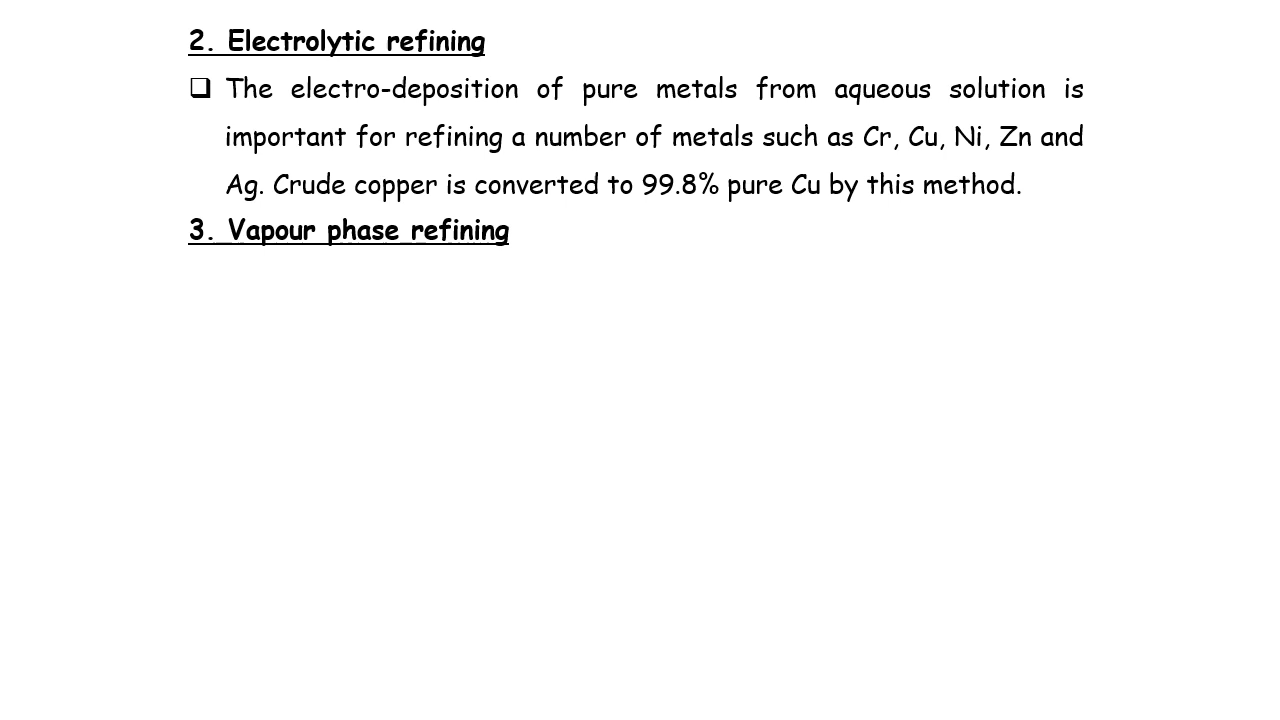 2. Electrolytic refining
❑ The electro-deposition of pure metals from aqueous solution is
important for refining a number of metals such as Cr, Cu, Ni, Zn and
Ag. Crude copper is converted to 99.8% pure Cu by this method.
3. Vapour phase refining